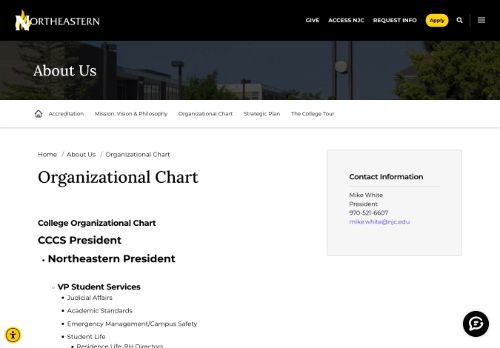 NORTHEASTERN
GIVE ACCESS NJC REQUEST INFO Apply
About Us
Accreditation Mission, Vision & Philosophy Organizational Chart Strategic Plan The College Tour
Home / About Us / Organizational Chart
Organizational Chart
College Organizational Chart
CCCS President
Northeastern President
VP Student Services
Judicial Affairs
Academic Standards
Emergency Management/Campus Safety
Student Life
Residence Life, RH Directors
Contact Information
Mike White
President
970-521-6607
mike.white@njc.edu